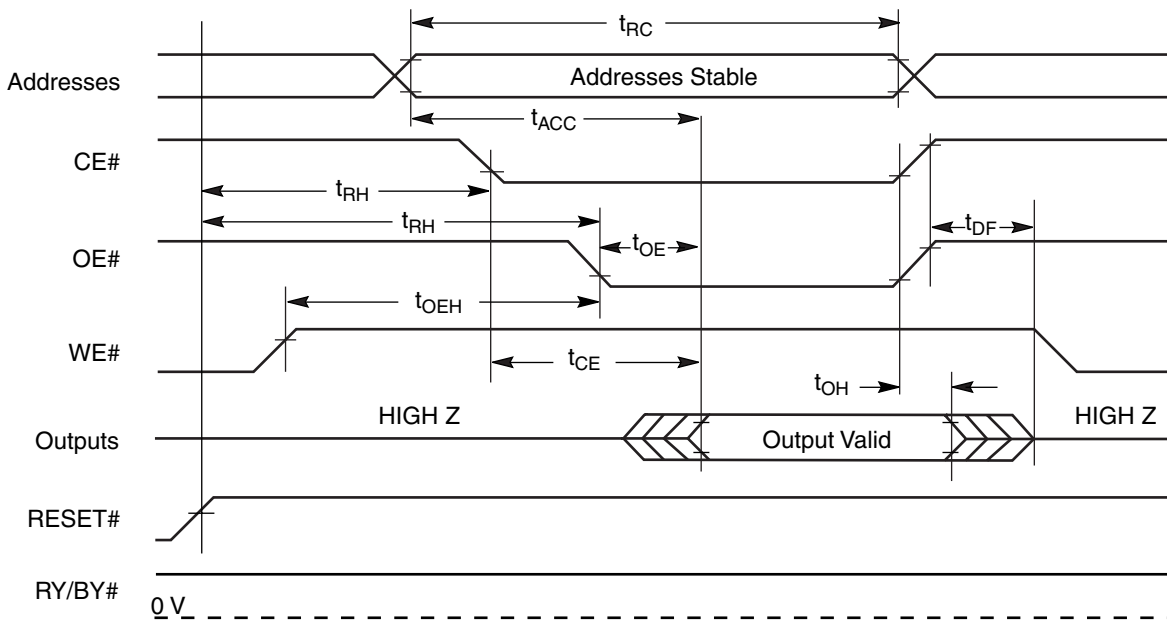 tRC
Addresses
Addresses Stable
tACC
CE#
tRH
tRH
tDF
OE#
tOE
tOEH
WE#
tCE
tOH
HIGH Z
HIGH Z
Outputs
Output Valid
RESET#
RY/BY#
0 V